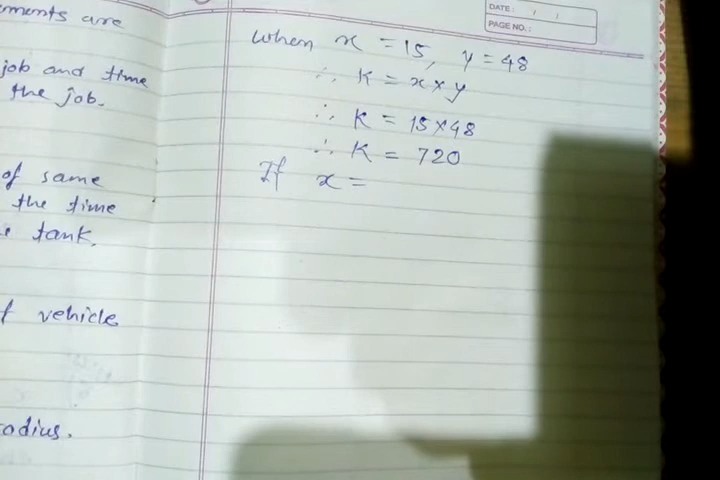 ements are
job and time
the job.
of same
the time
tank.
vehicle
DATE: / /
PAGE NO.:
When x = 15, y = 48
∴ K = x × y
∴ K = 15 × 48
∴ K = 720
If x =